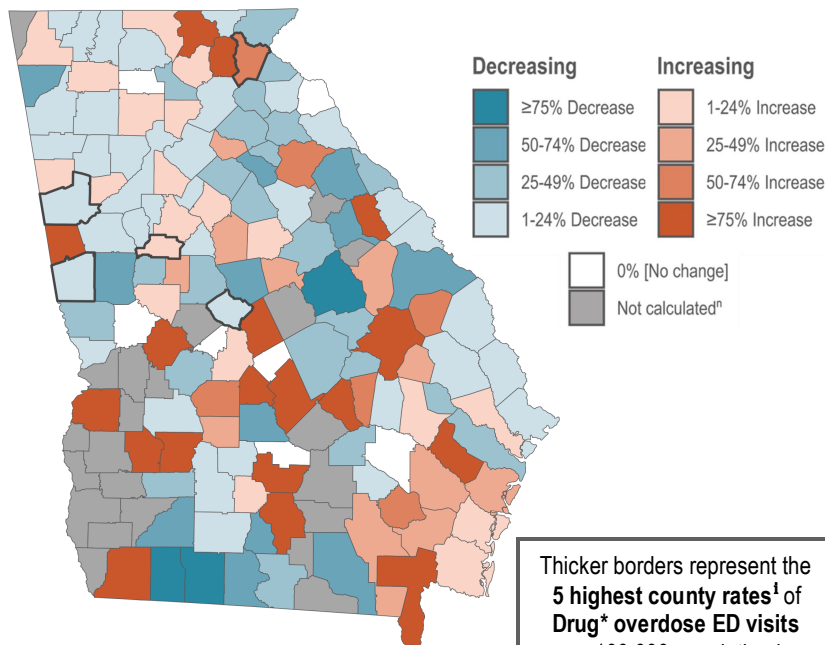 Decreasing
≥75% Decrease
50-74% Decrease
25-49% Decrease
1-24% Decrease
Increasing
1-24% Increase
25-49% Increase
50-74% Increase
≥75% Increase
0% [No change]
Not calculatedⁿ
Thicker borders represent the
5 highest county rates of
Drug* overdose ED visits